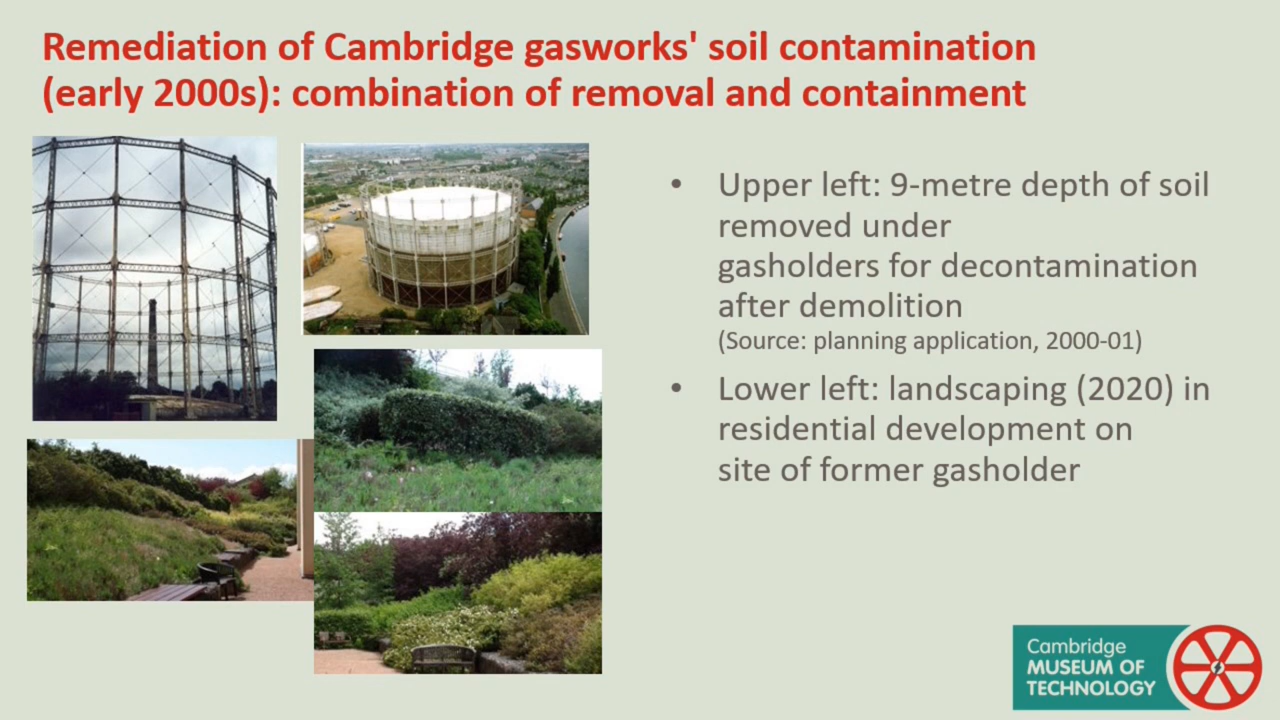 Remediation of Cambridge gasworks' soil contamination
(early 2000s): combination of removal and containment
• Upper left: 9-metre depth of soil
removed under
gasholders for decontamination
after demolition
(Source: planning application, 2000-01)
• Lower left: landscaping (2020) in
residential development on
site of former gasholder
Cambridge
MUSEUM OF
TECHNOLOGY